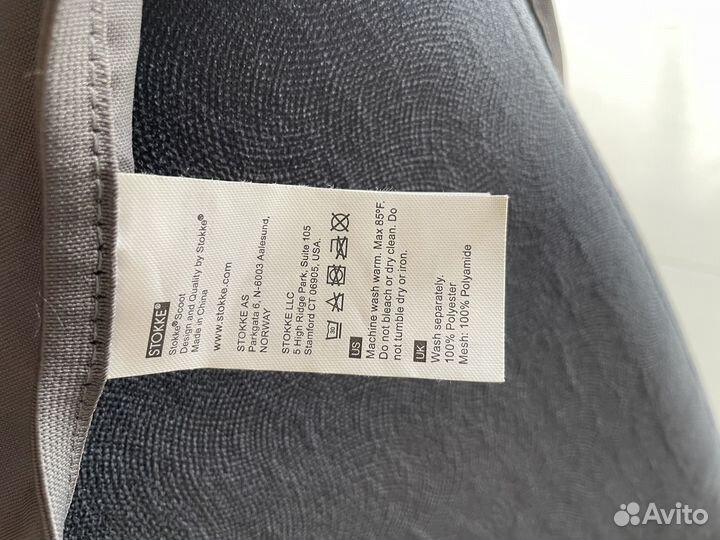 STOKKE®
Stokke® Scoot
Design and Quality by Stokke®
Made in China
www.stokke.com
STOKKE AS
Parkgata 6, N-6003 Aalesund,
NORWAY
STOKKE LLC
5 High Ridge Park, Suite 105
Stamford CT 06905, USA.
30
US
Machine wash warm. Max 85°F.
Do not bleach or dry clean. Do
not tumble dry or iron.
UK
Wash separately.
100% Polyester
Mesh: 100% Polyamide
Avito